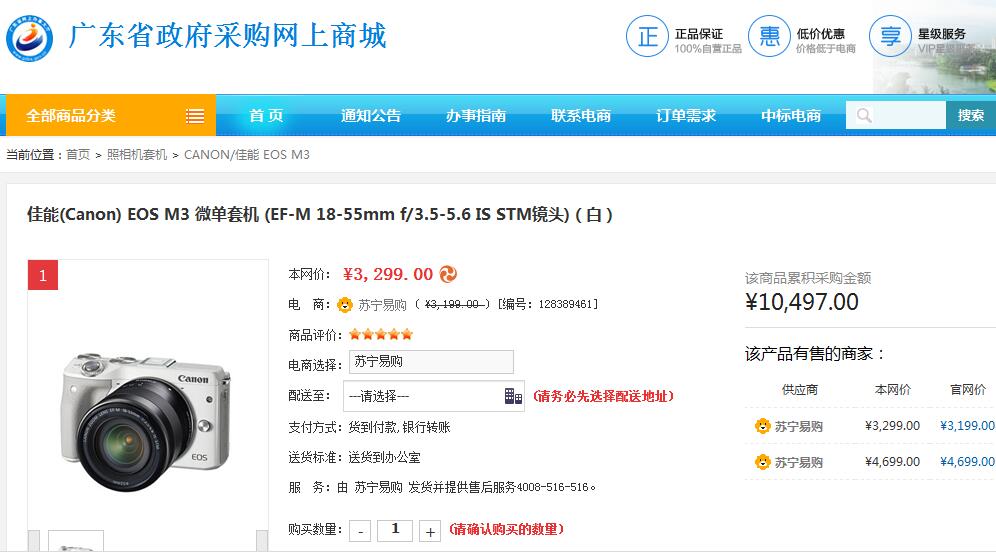 广东省政府采购网上商城
正 正品保证
100%自营正品
惠 低价优惠
价格低于电商
享 星级服务
VIP星级服务
全部商品分类 首页 通知公告 办事指南 联系电商 订单需求 中标电商 搜索
当前位置：首页 > 照相机套机 > CANON/佳能 EOS M3
佳能(Canon) EOS M3 微单套机 (EF-M 18-55mm f/3.5-5.6 IS STM镜头)（白）
1
Canon
EOS
本网价： ¥3,299.00
电 商： 苏宁易购 （ ¥3,199.00 ）[编号: 128389461]
商品评价：
电商选择： 苏宁易购
配送至： ---请选择--- (请务必先选择配送地址)
支付方式： 货到付款,银行转账
送货标准： 送货到办公室
服 务： 由 苏宁易购 发货并提供售后服务4008-516-516。
购买数量： - 1 + (请确认购买的数量)
该商品累积采购金额
¥10,497.00
该产品有售的商家：
供应商 本网价 官网价
苏宁易购 ¥3,299.00 ¥3,199.00
苏宁易购 ¥4,699.00 ¥4,699.00